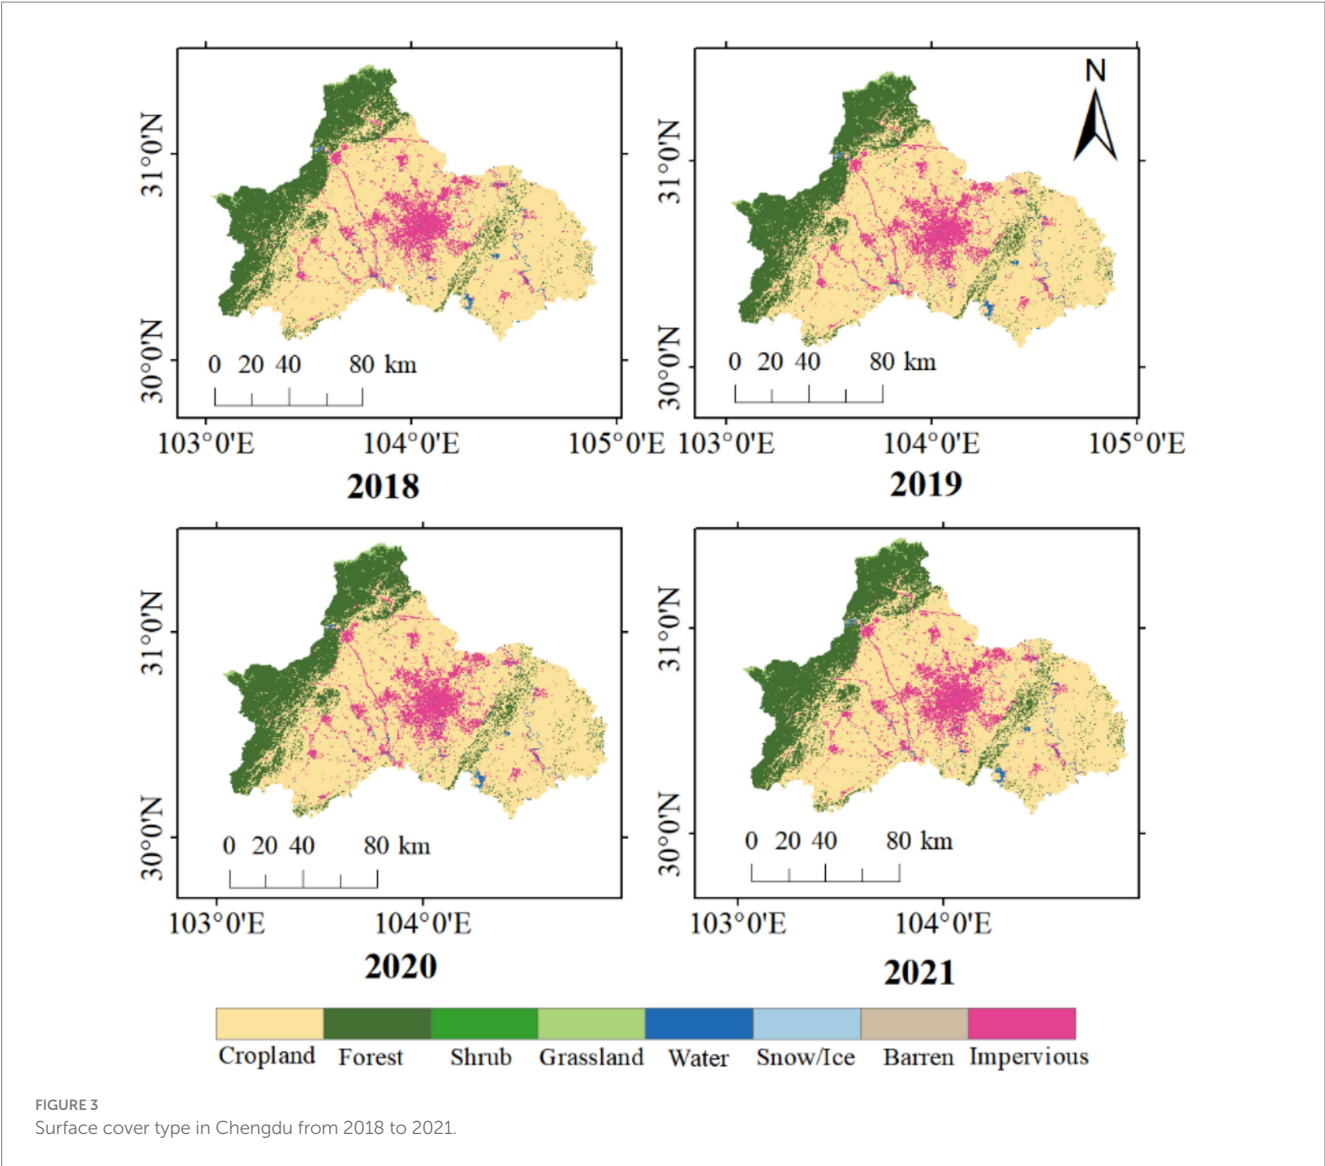 N
31°0'N
30°0'N
0 20 40 80 km
103°0'E 104°0'E 105°0'E
2018
31°0'N
30°0'N
0 20 40 80 km
103°0'E 104°0'E 105°0'E
2019
31°0'N
30°0'N
0 20 40 80 km
103°0'E 104°0'E
2020
31°0'N
30°0'N
0 20 40 80 km
103°0'E 104°0'E
2021
Cropland Forest Shrub Grassland Water Snow/Ice Barren Impervious
FIGURE 3
Surface cover type in Chengdu from 2018 to 2021.